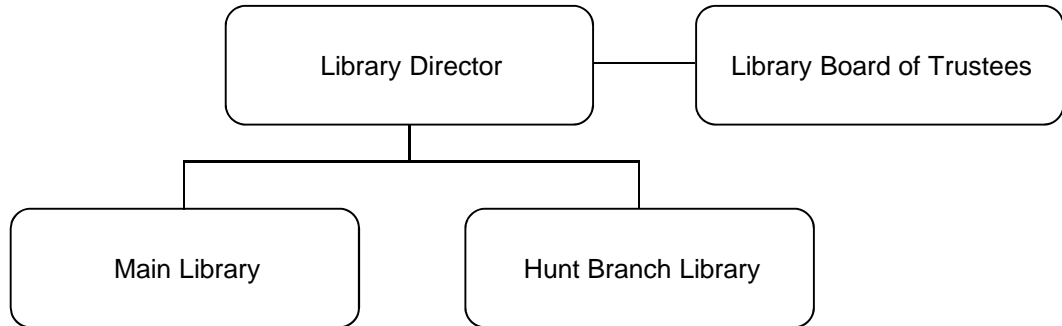 Library Director
Library Board of Trustees
Main Library
Hunt Branch Library